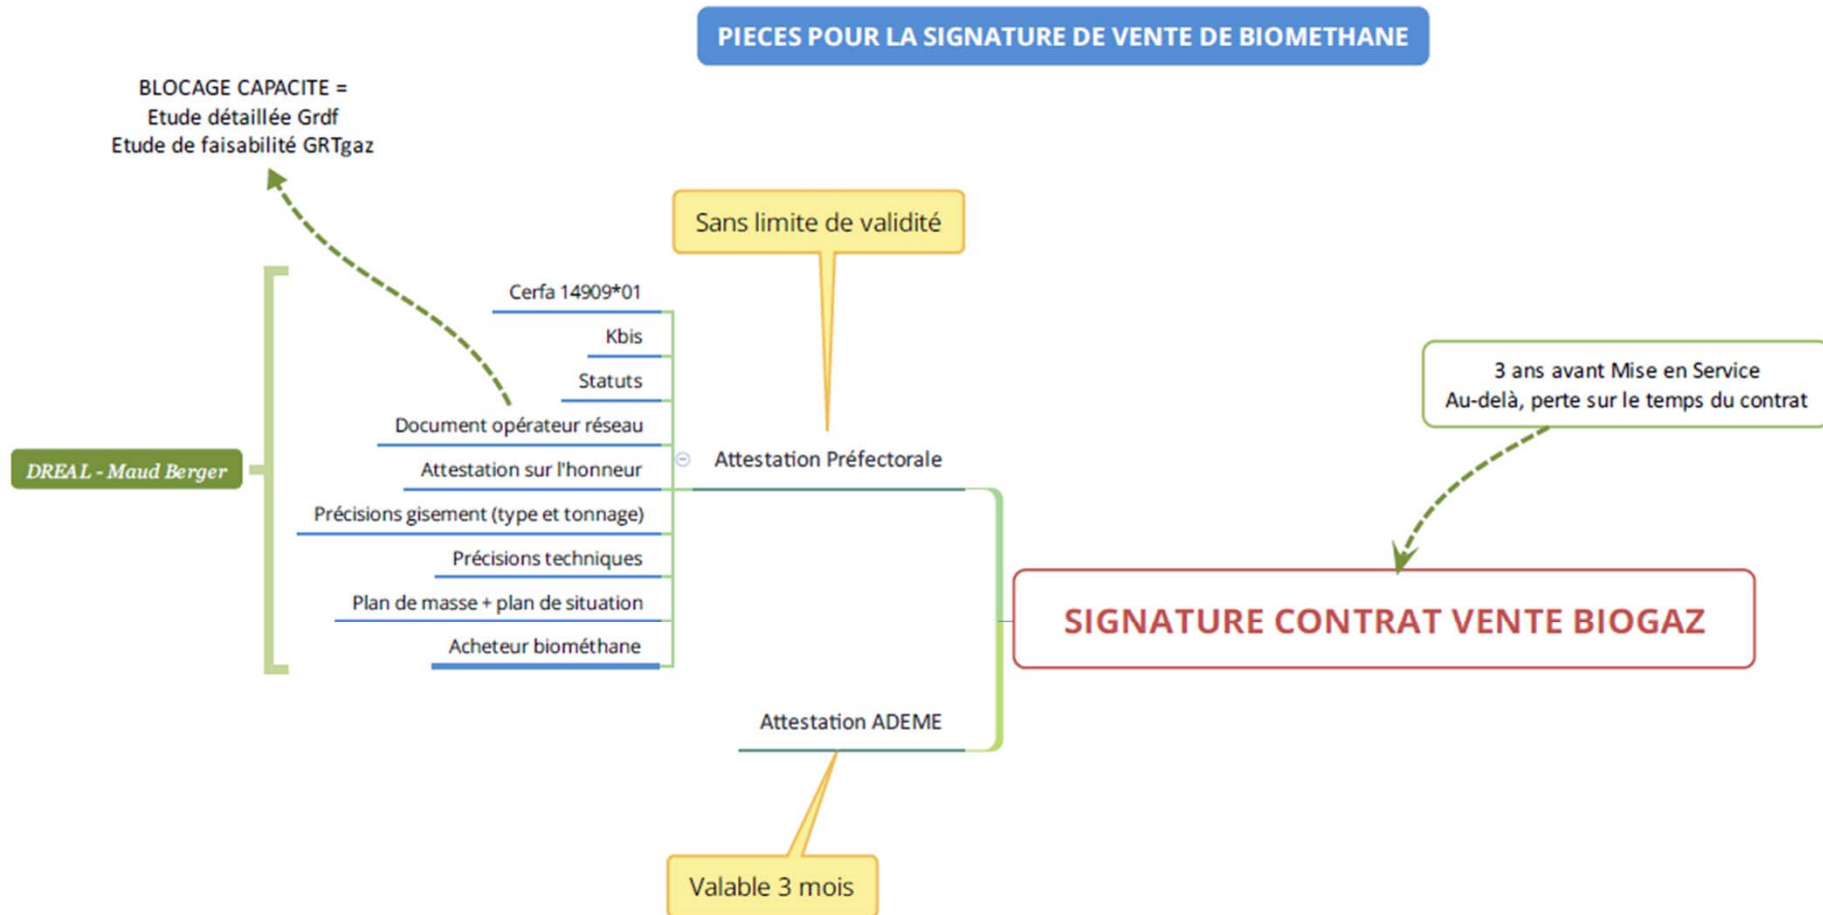 PIECES POUR LA SIGNATURE DE VENTE DE BIOMETHANE
BLOCAGE CAPACITE =
Etude détaillée Grdf
Etude de faisabilité GRTgaz
Sans limite de validité
Cerfa 14909*01
Kbis
Statuts
Document opérateur réseau
Attestation sur l'honneur
Précisions gisement (type et tonnage)
Précisions techniques
Plan de masse + plan de situation
Acheteur biométhane
DREAL - Maud Berger
Attestation Préfectorale
3 ans avant Mise en Service
Au-delà, perte sur le temps du contrat
SIGNATURE CONTRAT VENTE BIOGAZ
Attestation ADEME
Valable 3 mois